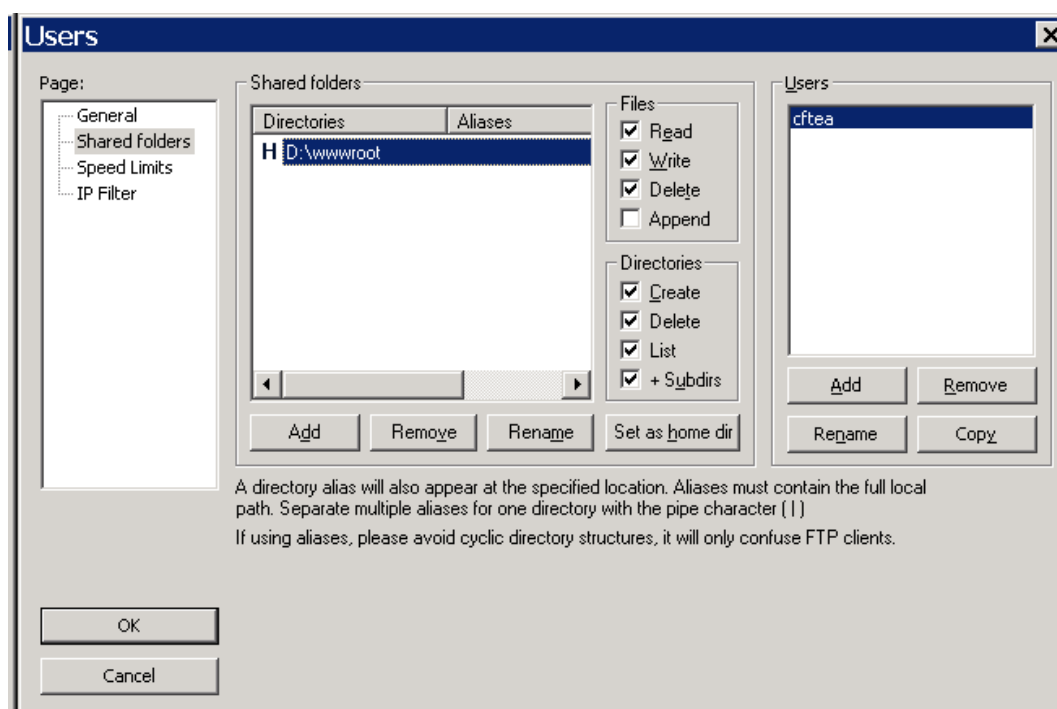 Users
Page:
General
Shared folders
Speed Limits
IP Filter
Shared folders
Directories Aliases
H D:\wwwroot
Files
Read
Write
Delete
Append
Directories
Create
Delete
List
+ Subdirs
Add Remove Rename Set as home dir
Users
cftea
Add Remove
Rename Copy
A directory alias will also appear at the specified location. Aliases must contain the full local
path. Separate multiple aliases for one directory with the pipe character ( | )
If using aliases, please avoid cyclic directory structures, it will only confuse FTP clients.
OK
Cancel